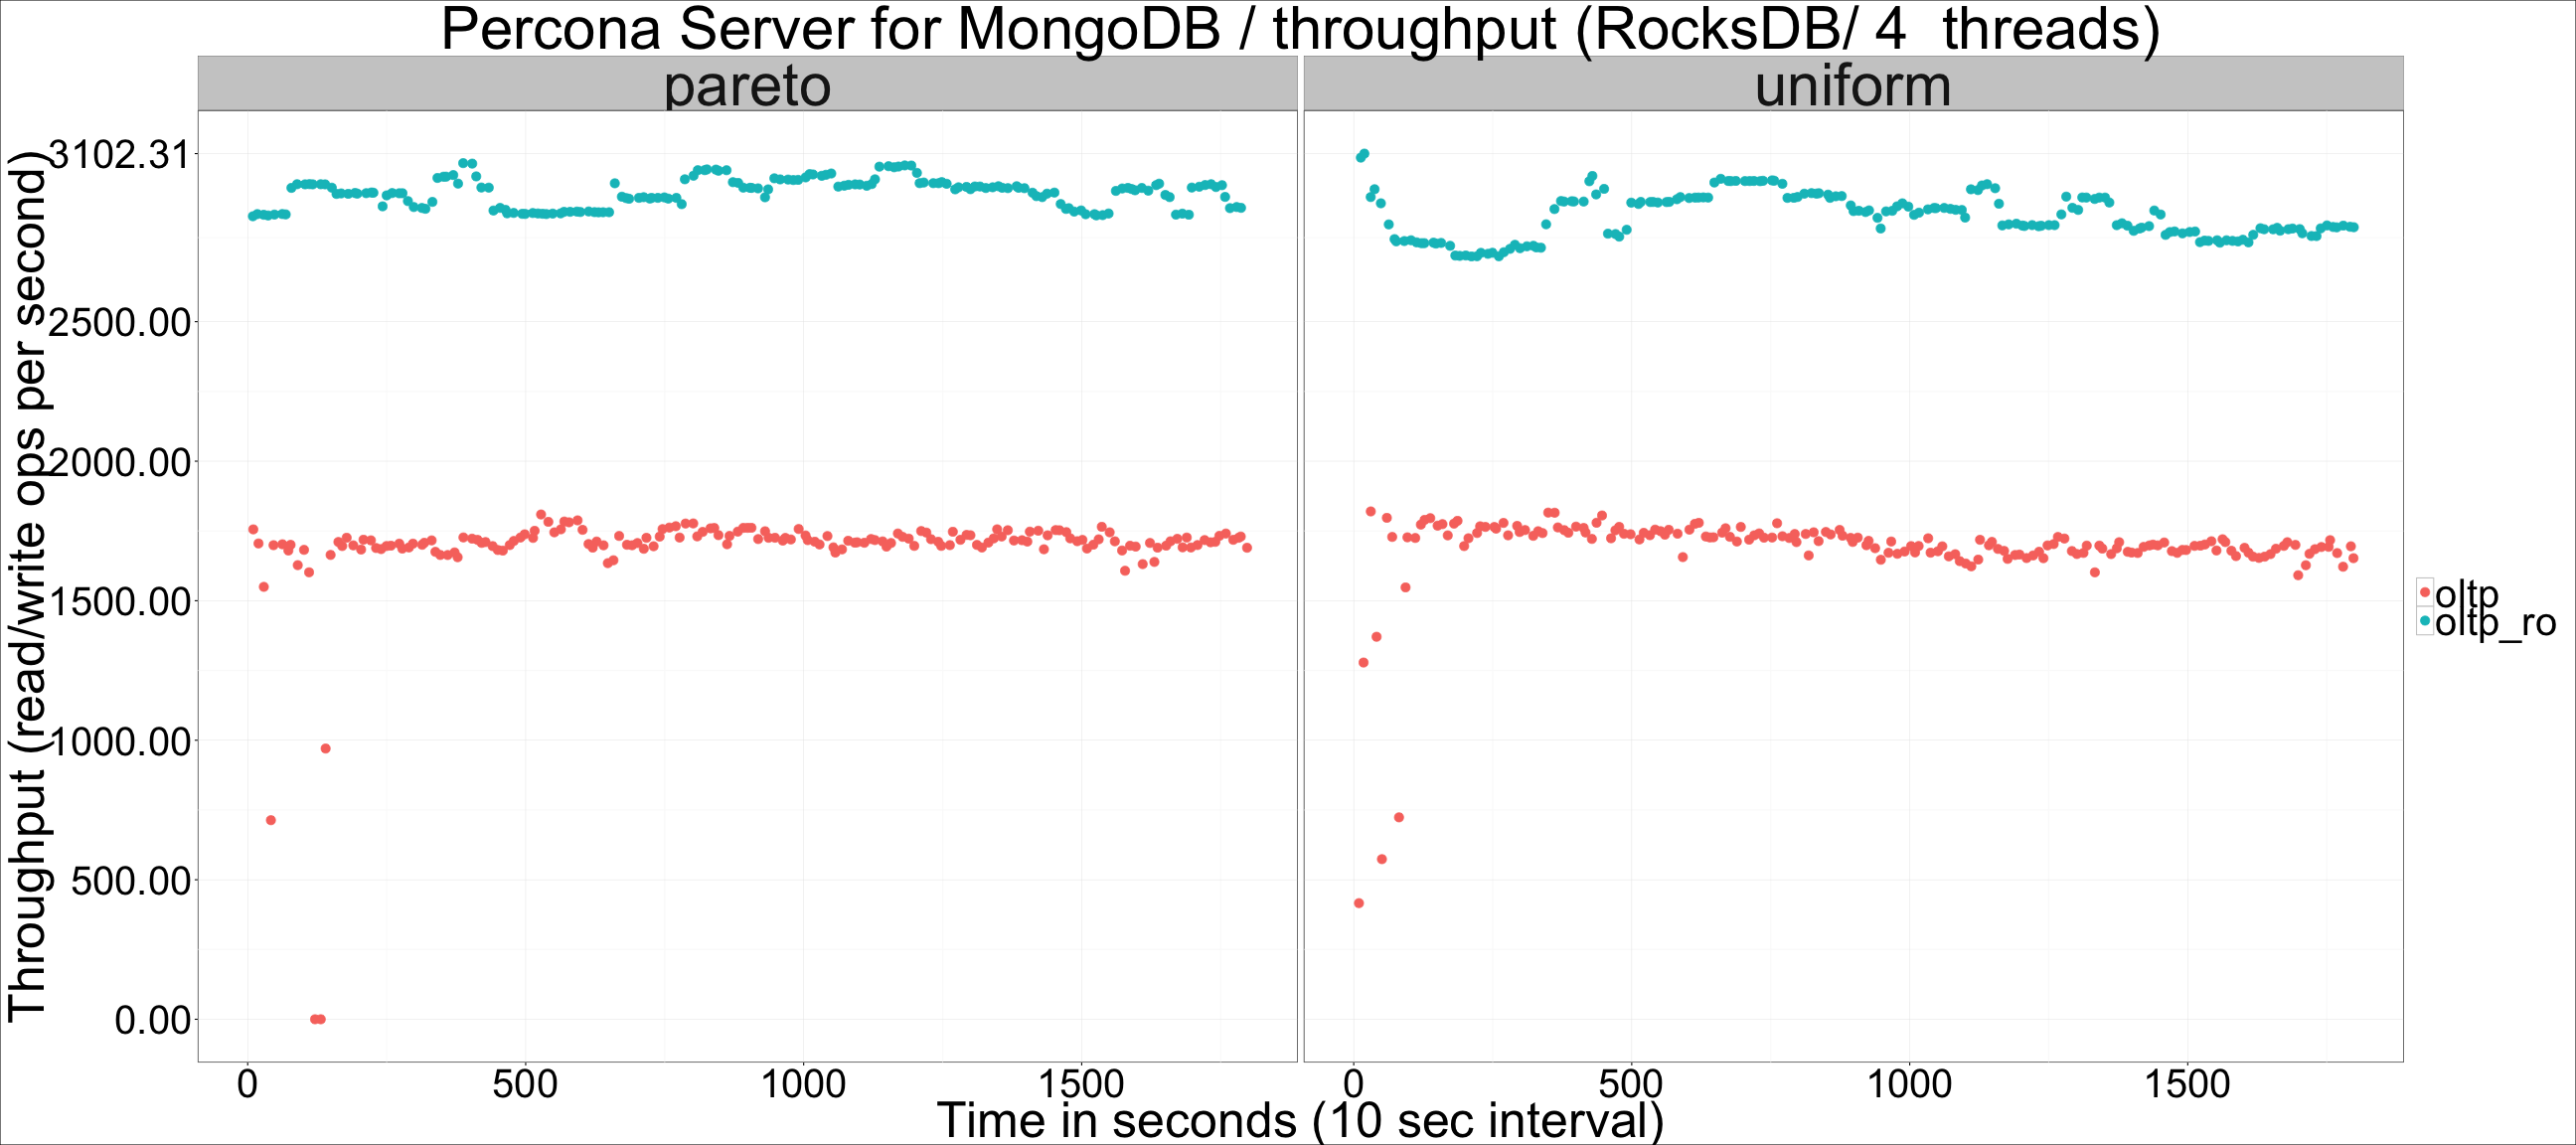 Percona Server for MongoDB / throughput (RocksDB/ 4  threads)
pareto
uniform
Throughput (read/write ops per second)
3102.31
2500.00
2000.00
1500.00
1000.00
500.00
0.00
0 500 1000 1500
0 500 1000 1500
Time in seconds (10 sec interval)
oltp
oltp_ro